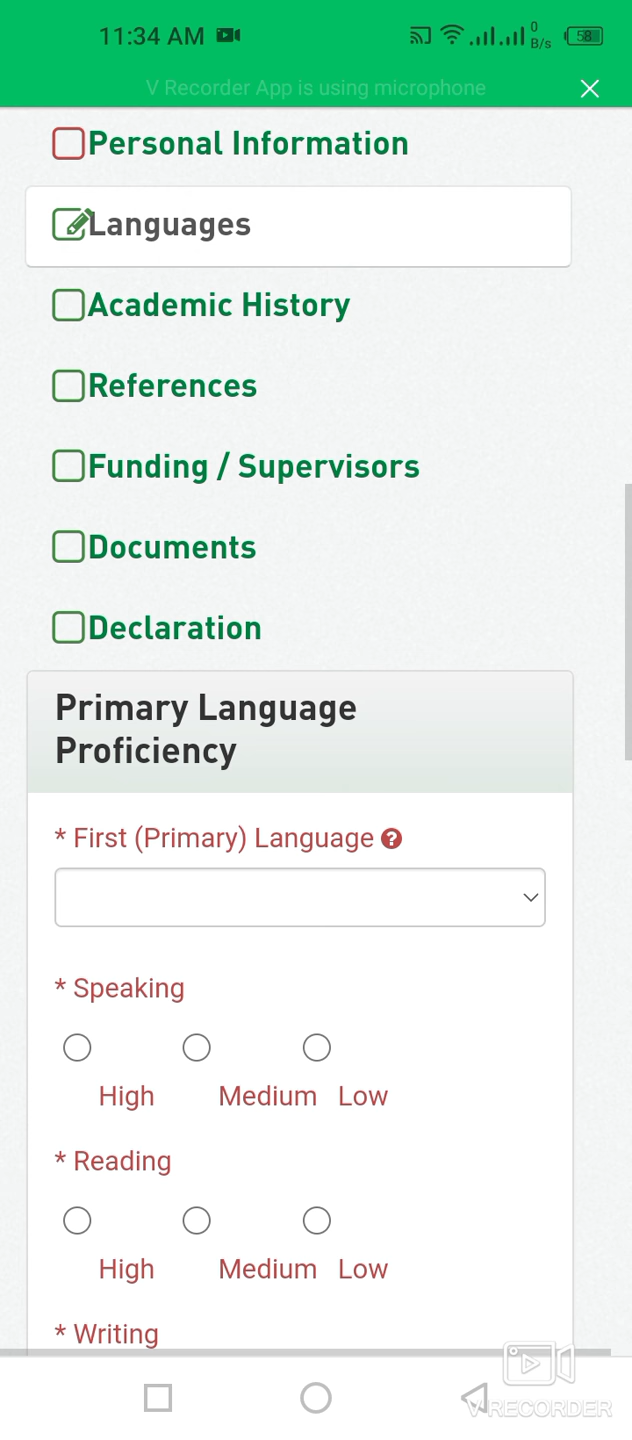 11:34 AM
0
B/s
58
V Recorder App is using microphone
Personal Information
Languages
Academic History
References
Funding / Supervisors
Documents
Declaration
Primary Language
Proficiency
* First (Primary) Language ?
* Speaking
High Medium Low
* Reading
High Medium Low
* Writing
V RECORDER